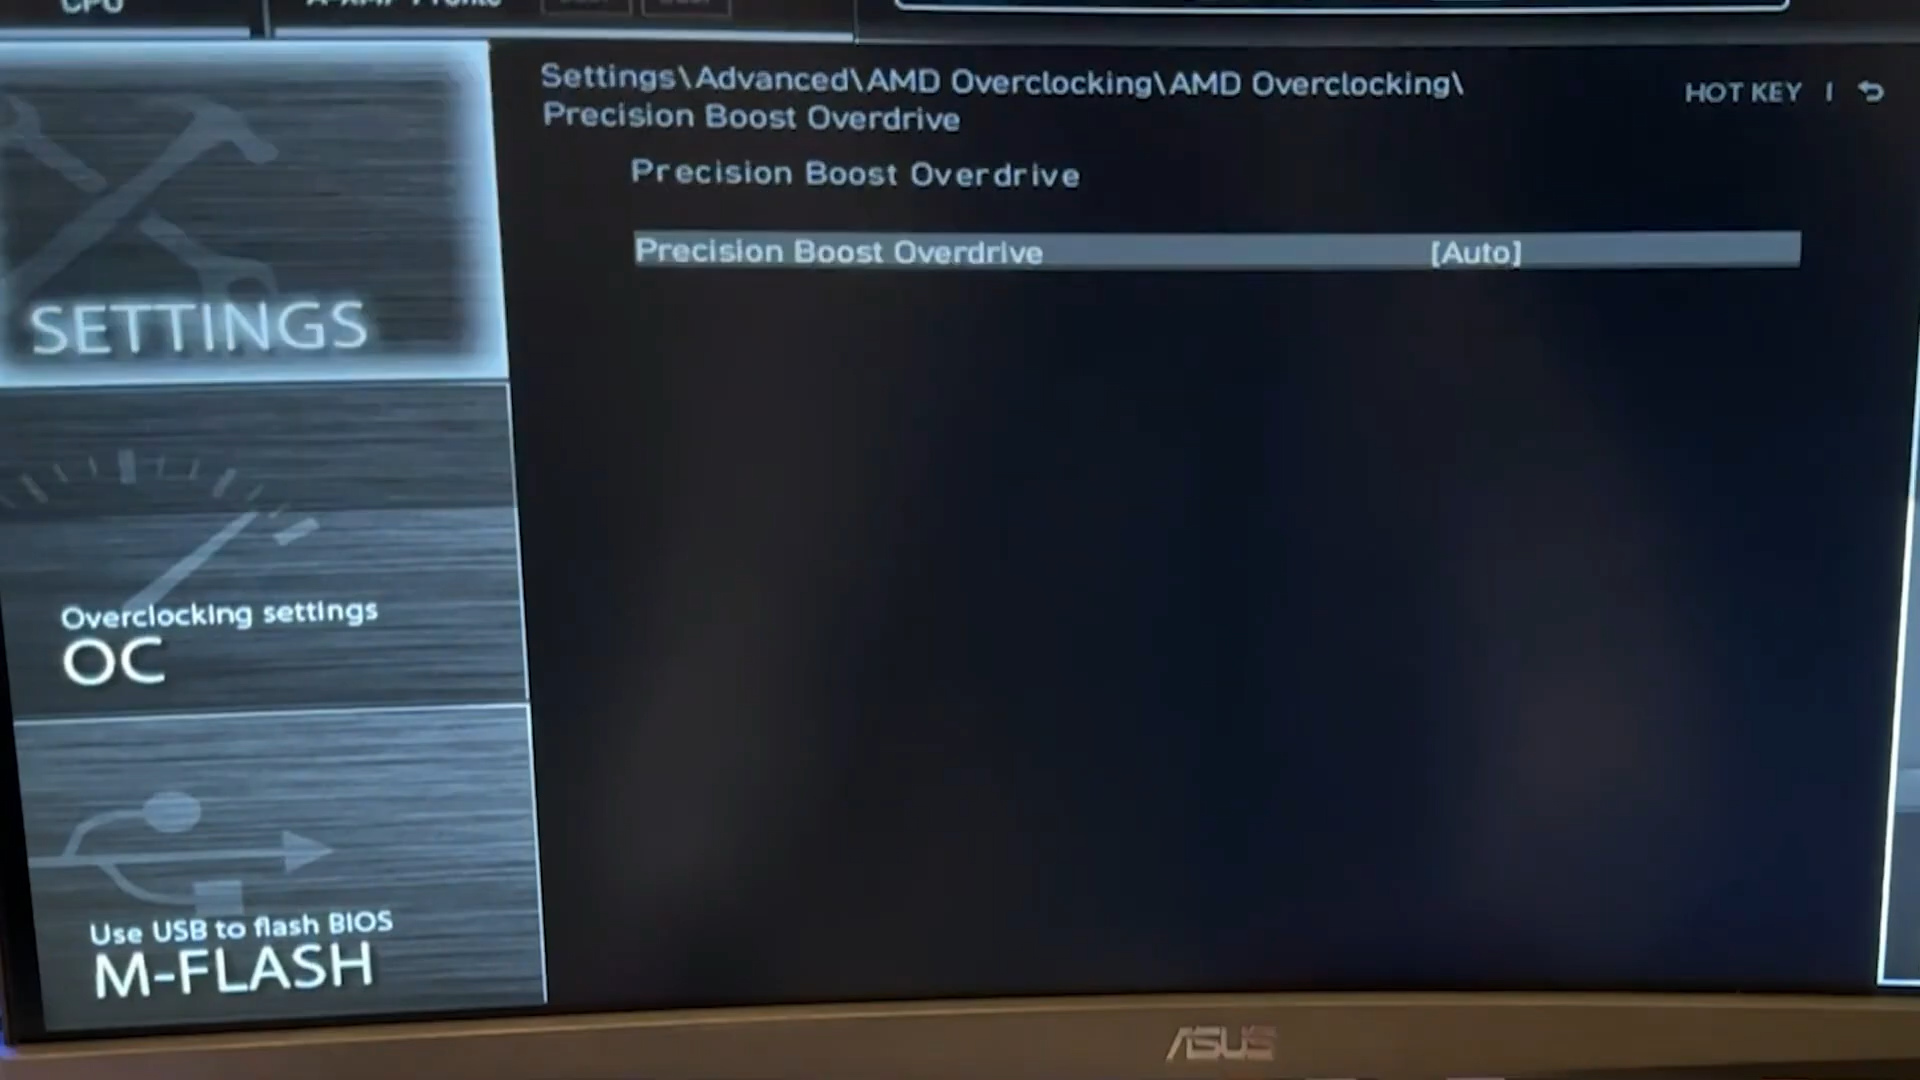 CPU
Settings\Advanced\AMD Overclocking\AMD Overclocking\
Precision Boost Overdrive
HOT KEY |
Precision Boost Overdrive
Precision Boost Overdrive [Auto]
SETTINGS
Overclocking settings
OC
Use USB to flash BIOS
M-FLASH
ASUS